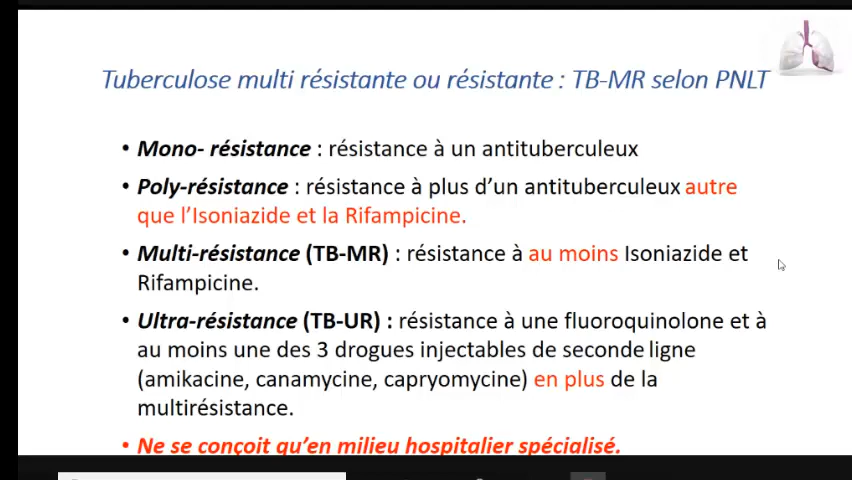 Tuberculose multi résistante ou résistante : TB-MR selon PNLT
• Mono- résistance : résistance à un antituberculeux
• Poly-résistance : résistance à plus d’un antituberculeux autre
que l’Isoniazide et la Rifampicine.
• Multi-résistance (TB-MR) : résistance à au moins Isoniazide et
Rifampicine.
• Ultra-résistance (TB-UR) : résistance à une fluoroquinolone et à
au moins une des 3 drogues injectables de seconde ligne
(amikacine, canamycine, capryomycine) en plus de la
multirésistance.
• Ne se conçoit qu’en milieu hospitalier spécialisé.